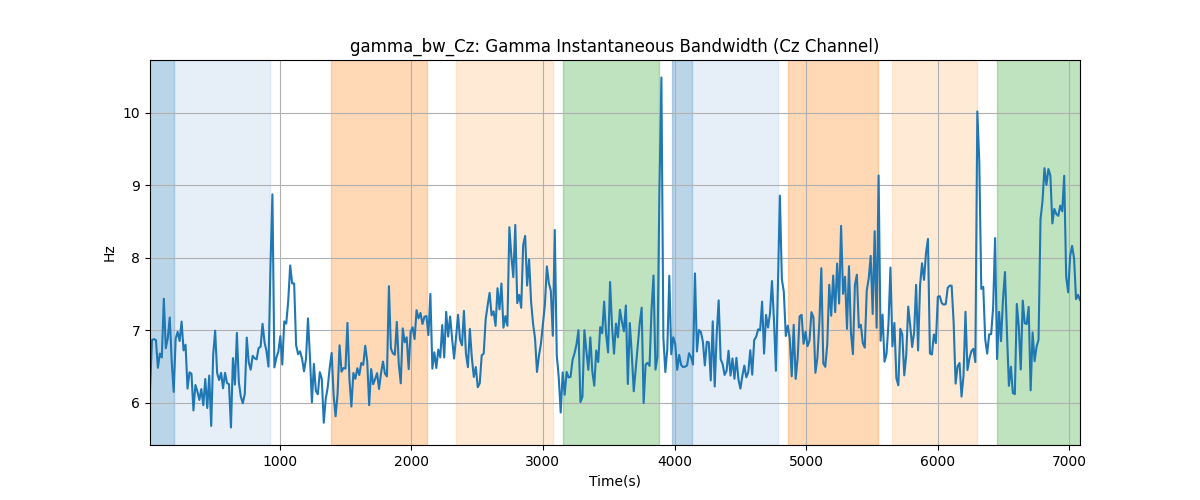 gamma_bw_Cz: Gamma Instantaneous Bandwidth (Cz Channel)
10
9
8
7
6
Hz
1000 2000 3000 4000 5000 6000 7000
Time(s)